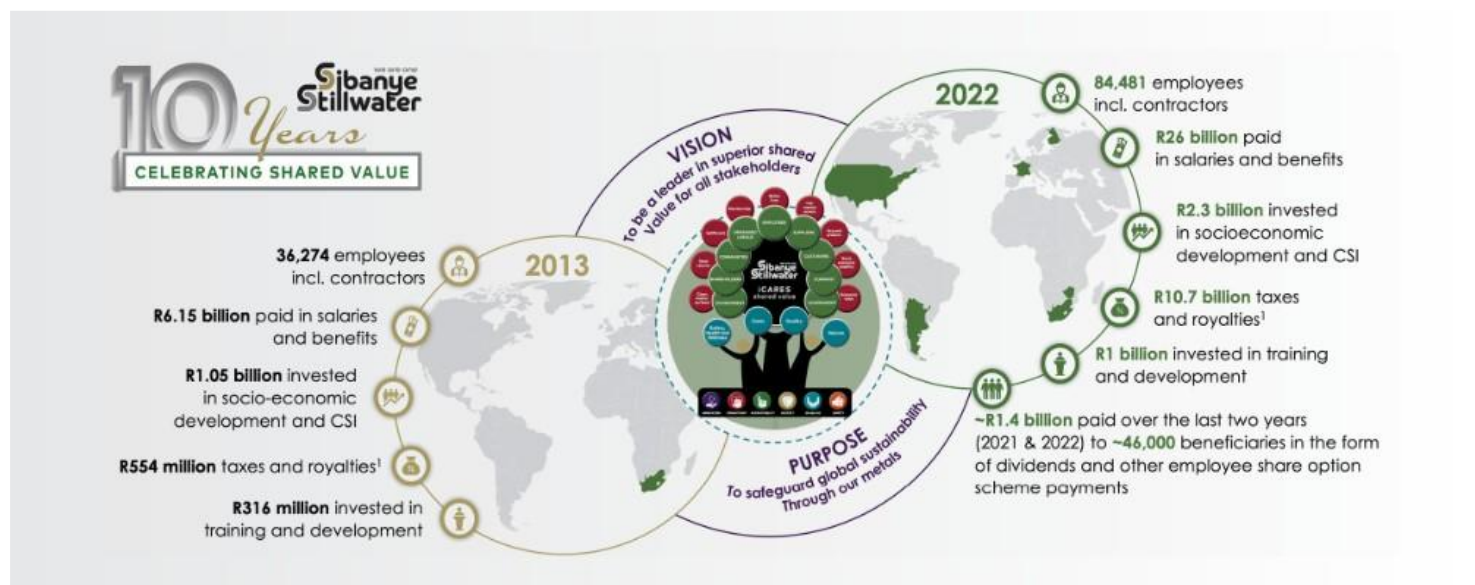 10
Years
WE ARE ONE
Sibanye
Stillwater
CELEBRATING SHARED VALUE
2013
36,274 employees
incl. contractors
R6.15 billion paid in salaries
and benefits
R1.05 billion invested
in socio-economic
development and CSI
R554 million taxes and royalties¹
R316 million invested in
training and development
VISION
To be a leader in superior shared
Value for all stakeholders
Sibanye
Stillwater
iCARES
shared value
PURPOSE
To safeguard global sustainability
Through our metals
2022
84,481 employees
incl. contractors
R26 billion paid
in salaries and benefits
R2.3 billion invested
in socioeconomic
development and CSI
R10.7 billion taxes
and royalties¹
R1 billion invested in training
and development
~R1.4 billion paid over the last two years
(2021 & 2022) to ~46,000 beneficiaries in the form
of dividends and other employee share option
scheme payments